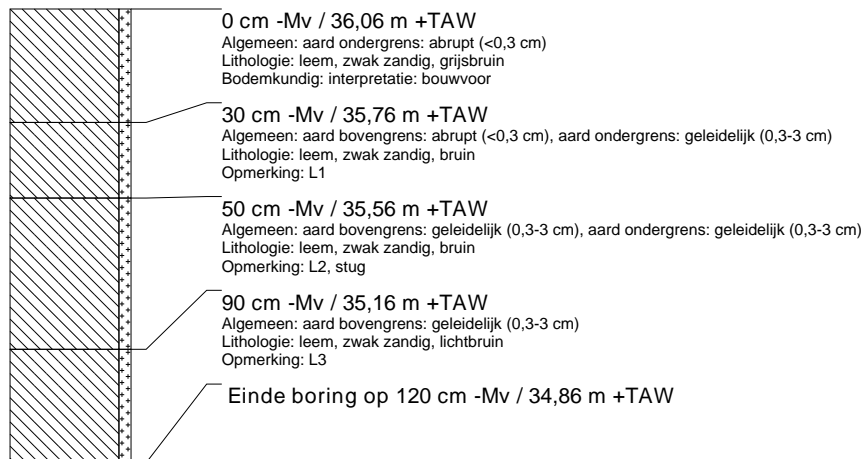 0 cm -Mv / 36,06 m +TAW
Algemeen: aard ondergrens: abrupt (<0,3 cm)
Lithologie: leem, zwak zandig, grijsbruin
Bodemkundig: interpretatie: bouwvoor
30 cm -Mv / 35,76 m +TAW
Algemeen: aard bovengrens: abrupt (<0,3 cm), aard ondergrens: geleidelijk (0,3-3 cm)
Lithologie: leem, zwak zandig, bruin
Opmerking: L1
50 cm -Mv / 35,56 m +TAW
Algemeen: aard bovengrens: geleidelijk (0,3-3 cm), aard ondergrens: geleidelijk (0,3-3 cm)
Lithologie: leem, zwak zandig, bruin
Opmerking: L2, stug
90 cm -Mv / 35,16 m +TAW
Algemeen: aard bovengrens: geleidelijk (0,3-3 cm)
Lithologie: leem, zwak zandig, lichtbruin
Opmerking: L3
Einde boring op 120 cm -Mv / 34,86 m +TAW